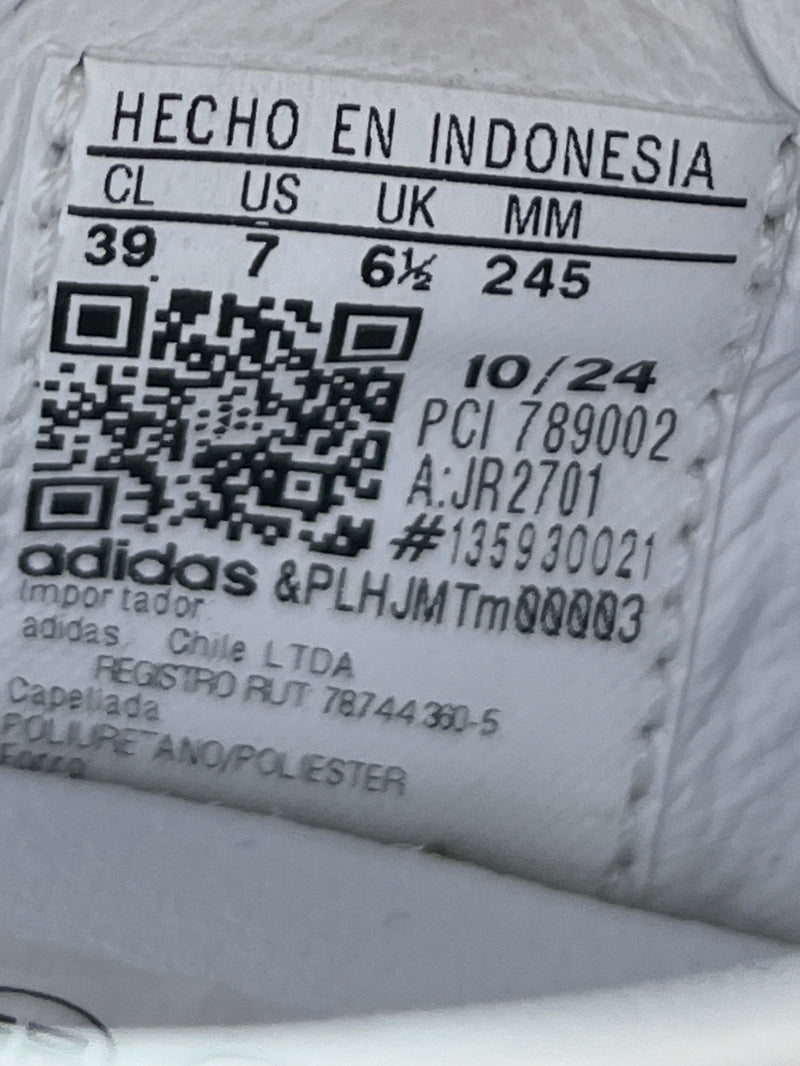 HECHO EN INDONESIA
CL US UK MM
39 7 6½ 245
10/24
PCI 789002
A:JR2701
#135930021
adidas &PLHJMTm00003
Importador
adidas Chile LTDA
REGISTRO RUT 78744360-5
Capellada
POLIURETANO/POLIESTER
Forro